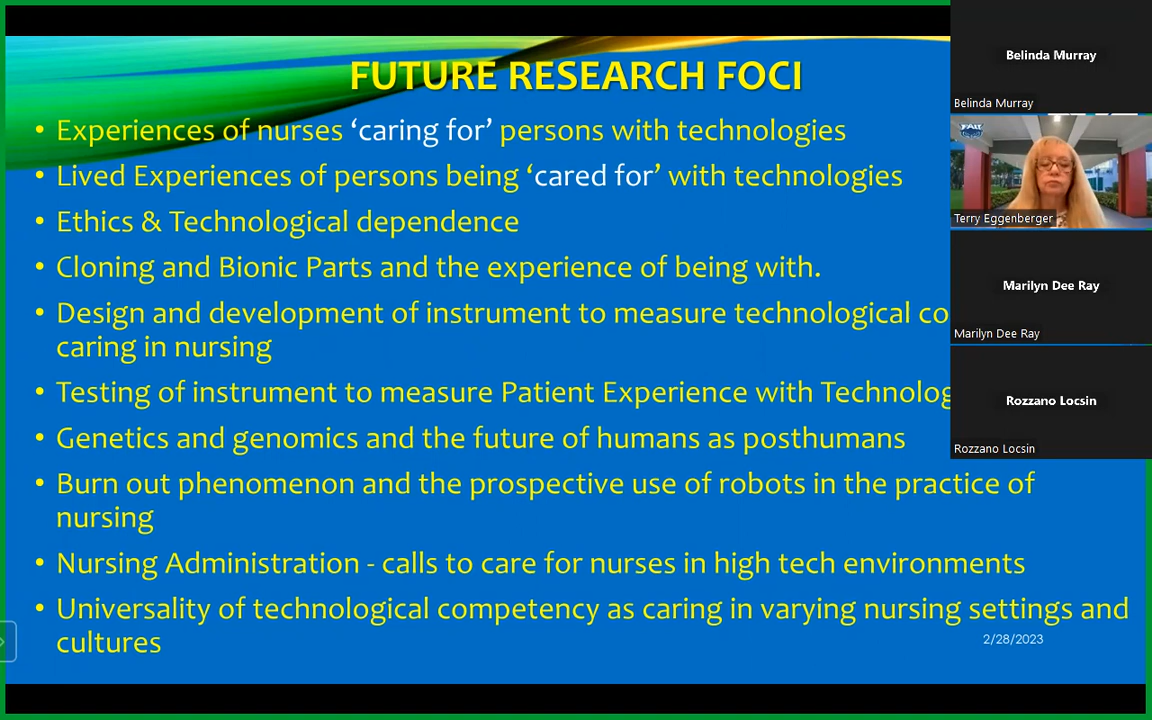 FUTURE RESEARCH FOCI
• Experiences of nurses ‘caring for’ persons with technologies
• Lived Experiences of persons being ‘cared for’ with technologies
• Ethics & Technological dependence
• Cloning and Bionic Parts and the experience of being with.
• Design and development of instrument to measure technological
caring in nursing
• Testing of instrument to measure Patient Experience with
• Genetics and genomics and the future of humans as posthumans
• Burn out phenomenon and the prospective use of robots in the practice of
nursing
• Nursing Administration - calls to care for nurses in high tech environments
• Universality of technological competency as caring in varying nursing settings and
cultures
2/28/2023
Belinda Murray
Belinda Murray
FAU
Terry Eggenberger
Marilyn Dee Ray
Marilyn Dee Ray
Rozzano Locsin
Rozzano Locsin